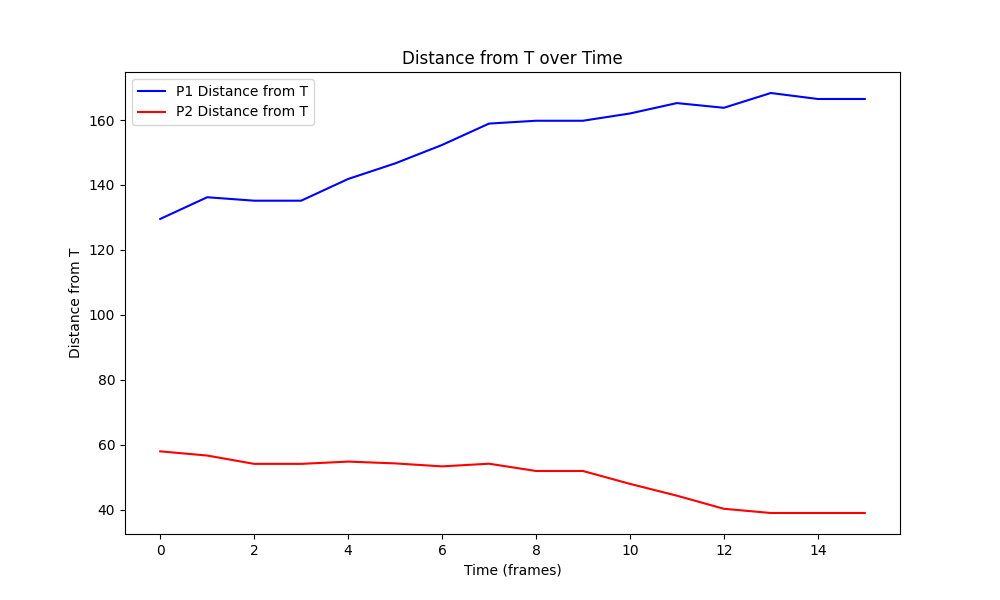 Distance from T over Time
P1 Distance from T
P2 Distance from T
Distance from T
160
140
120
100
80
60
40
0 2 4 6 8 10 12 14
Time (frames)